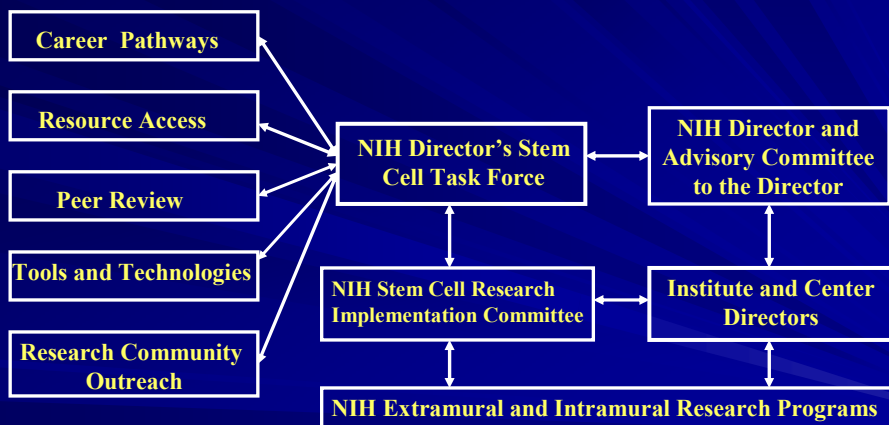 Career Pathways
Resource Access
Peer Review
Tools and Technologies
Research Community
Outreach
NIH Director’s Stem
Cell Task Force
NIH Director and
Advisory Committee
to the Director
NIH Stem Cell Research
Implementation Committee
Institute and Center
Directors
NIH Extramural and Intramural Research Programs